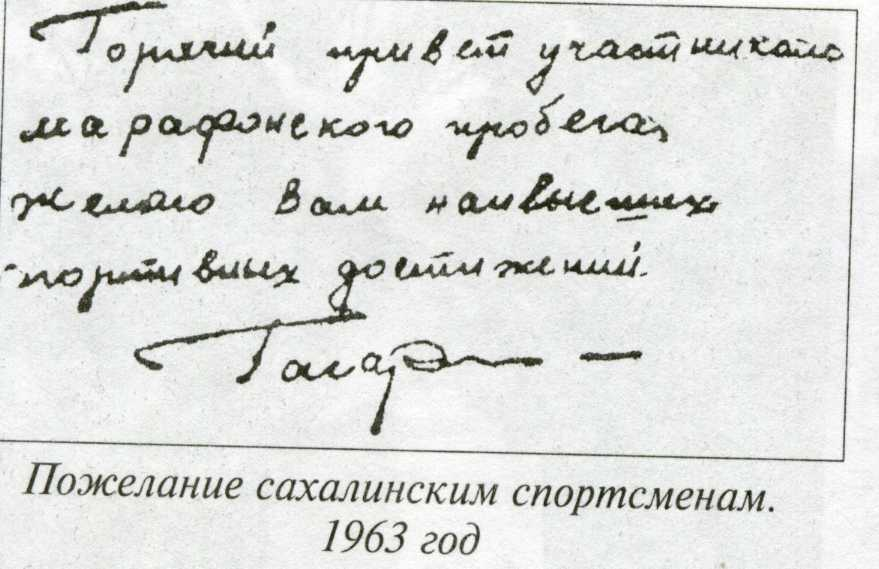 Горячий привет участникам
марафонского пробега,
желаю Вам наивысших
спортивных достижений.
Гагарин —
Пожелание сахалинским спортсменам.
1963 год